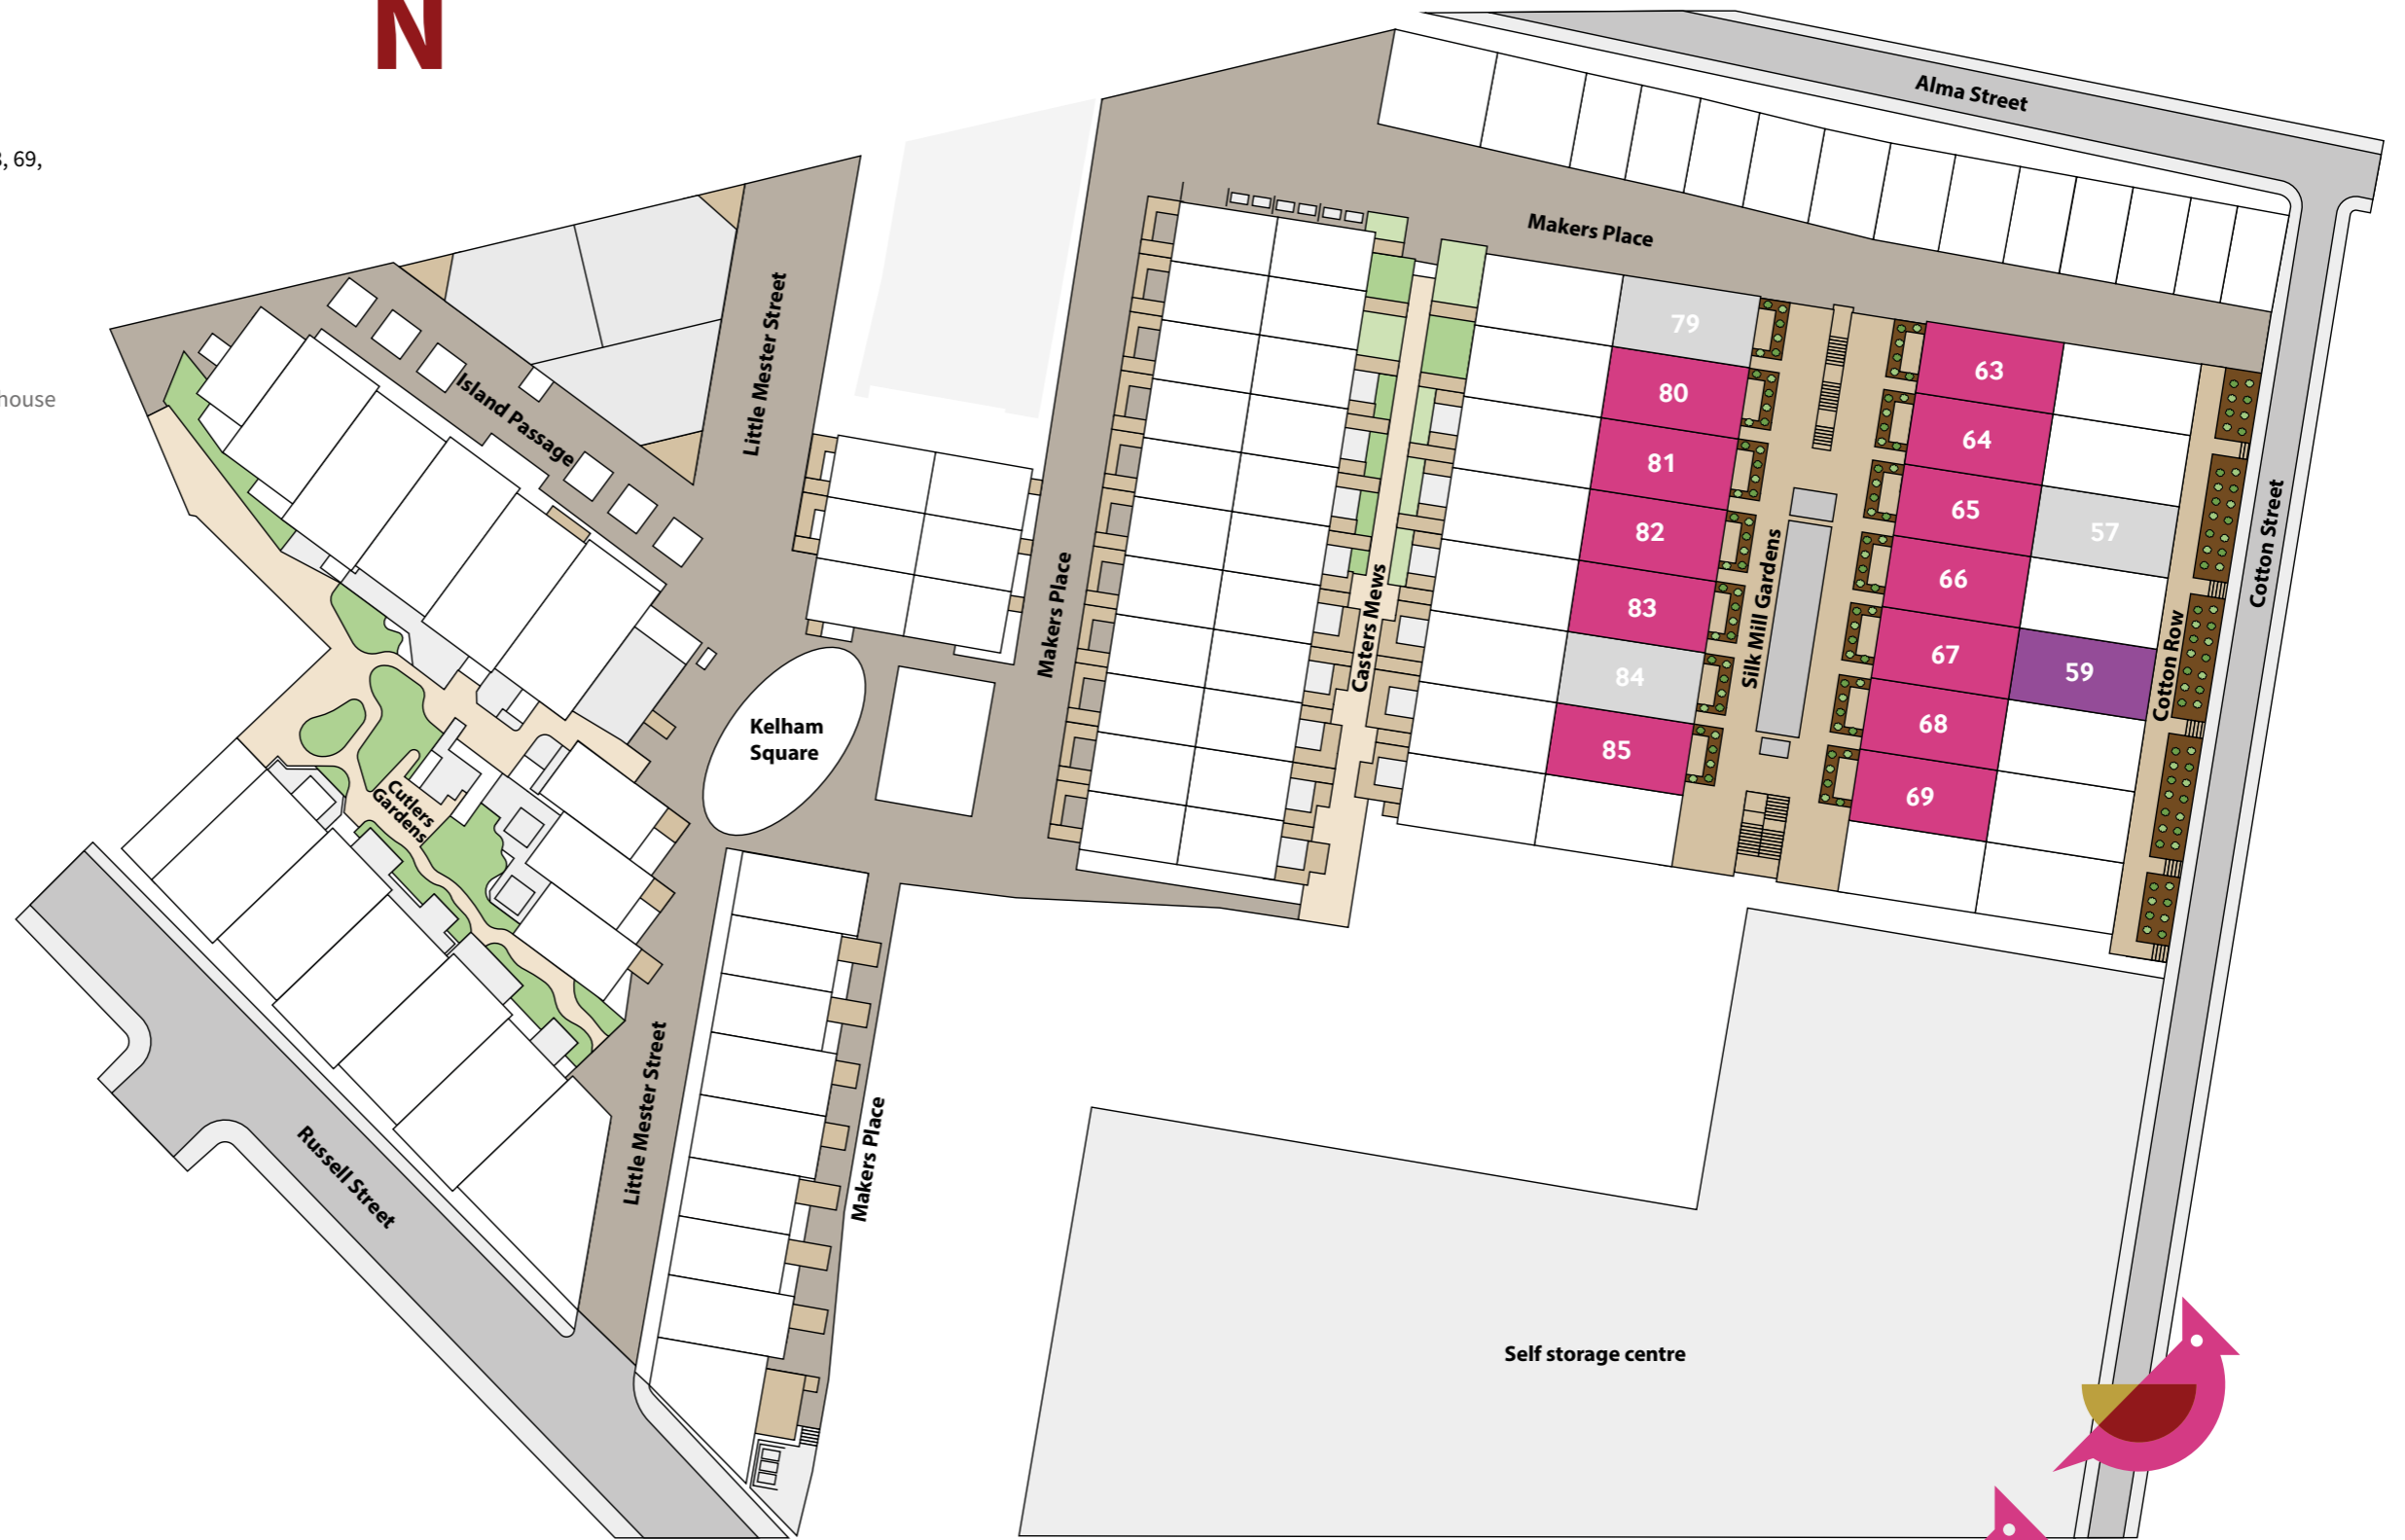 N
, 69,
house
Alma Street
Makers Place
Little Mester Street
Island Passage
79
80
81
82
83
84
85
63
64
65
66
67
68
69
57
59
Silk Mill Gardens
Casters Mews
Cotton Row
Cotton Street
Makers Place
Kelham
Square
Cutlers
Gardens
Little Mester Street
Makers Place
Russell Street
Self storage centre